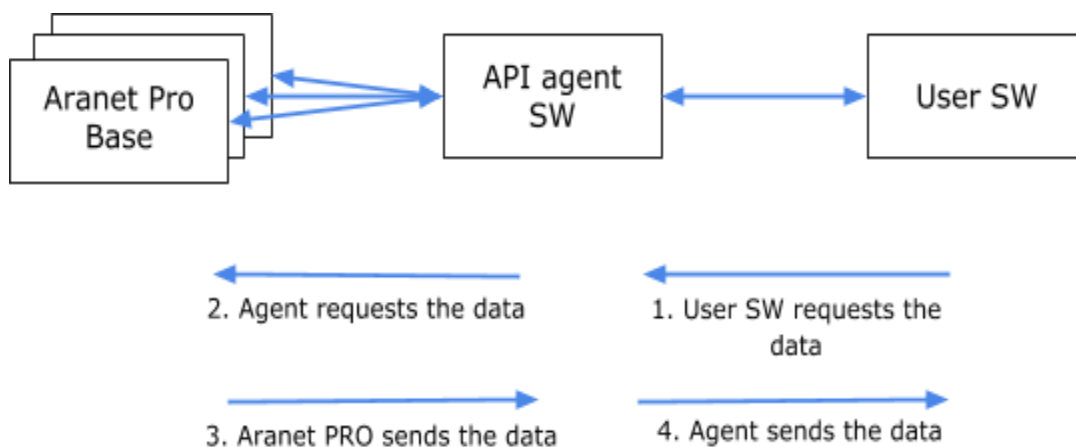 Aranet Pro
Base
API agent
SW
User SW
2. Agent requests the data
1. User SW requests the
data
3. Aranet PRO sends the data
4. Agent sends the data